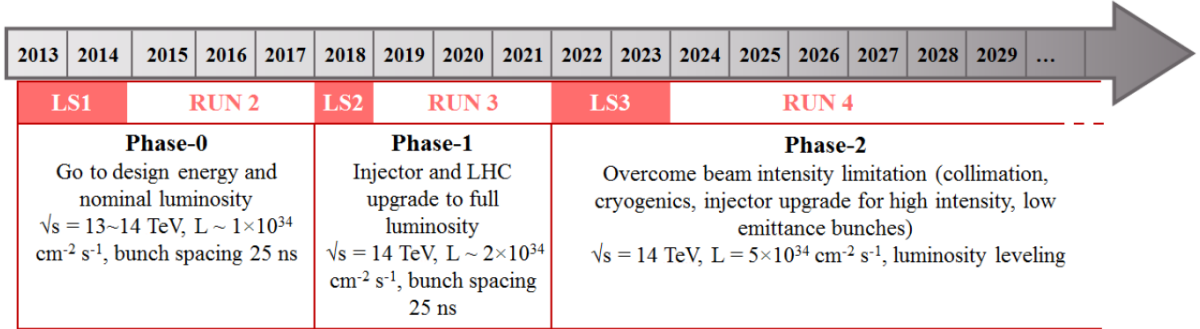 2013 2014 2015 2016 2017 2018 2019 2020 2021 2022 2023 2024 2025 2026 2027 2028 2029 ...
LS1 RUN 2 LS2 RUN 3 LS3 RUN 4
Phase-0
Go to design energy and
nominal luminosity
√s = 13~14 TeV, L ~ 1×10³⁴
cm⁻² s⁻¹, bunch spacing 25 ns
Phase-1
Injector and LHC
upgrade to full
luminosity
√s = 14 TeV, L ~ 2×10³⁴
cm⁻² s⁻¹, bunch spacing
25 ns
Phase-2
Overcome beam intensity limitation (collimation,
cryogenics, injector upgrade for high intensity, low
emittance bunches)
√s = 14 TeV, L = 5×10³⁴ cm⁻² s⁻¹, luminosity leveling